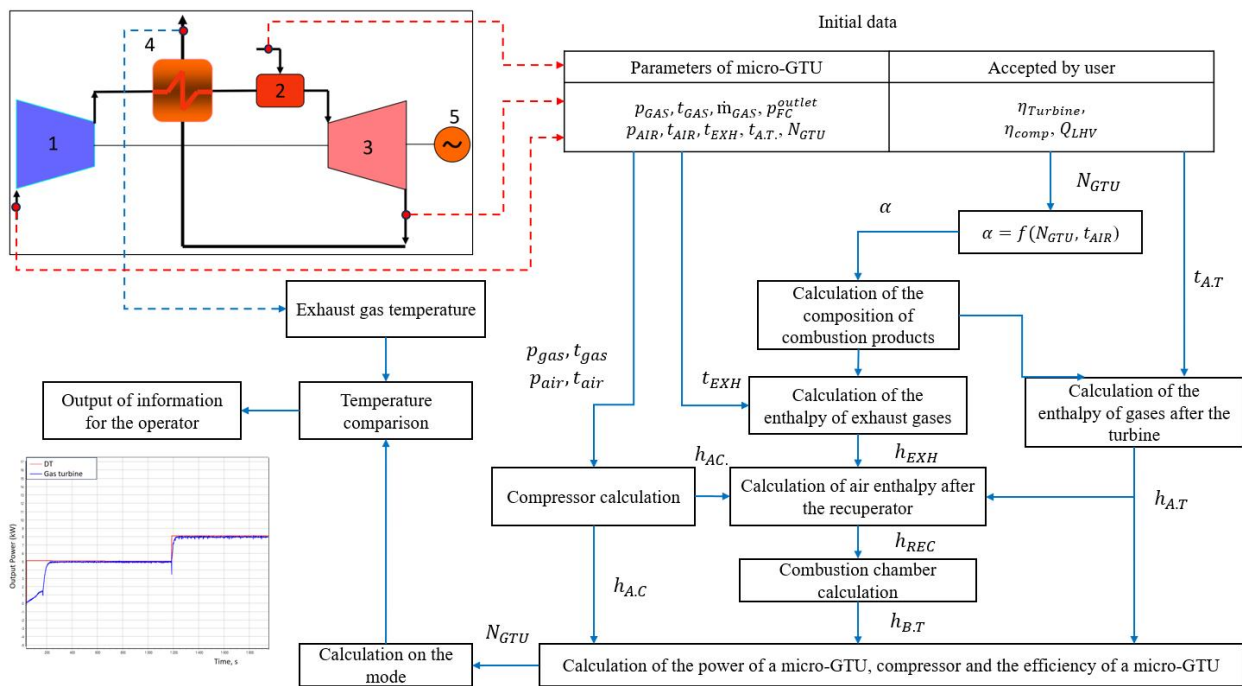 Initial data
Parameters of micro-GTU
Accepted by user
p_GAS, t_GAS, ṁ_GAS, p_FC^outlet
p_AIR, t_AIR, t_EXH, t_A.T., N_GTU
η_Turbine,
η_comp, Q_LHV
4
2
1
3
5
N_GTU
α
α = f(N_GTU, t_AIR)
t_A.T
Exhaust gas temperature
Calculation of the
composition of
combustion products
p_gas, t_gas
p_air, t_air
t_EXH
Output of information
for the operator
Temperature
comparison
Calculation of the
enthalpy of exhaust gases
Calculation of the
enthalpy of gases after the
turbine
h_AC.
h_EXH
DT
Gas turbine
Output Power (kW)
Time, s
Compressor calculation
Calculation of air enthalpy after
the recuperator
h_A.T
h_REC
h_A.C
Combustion chamber
calculation
h_B.T
N_GTU
Calculation on the
mode
Calculation of the power of a micro-GTU, compressor and the efficiency of a micro-GTU